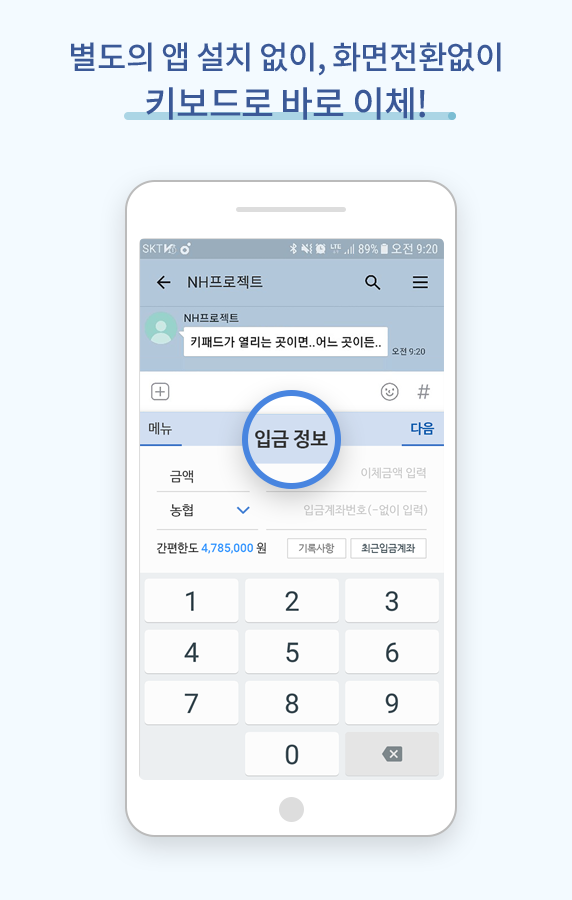 별도의 앱 설치 없이, 화면전환없이
키보드로 바로 이체!
SKT 89% 오전 9:20
LTE
NH프로젝트
NH프로젝트
키패드가 열리는 곳이면..어느 곳이든..
오전 9:20
#
메뉴 입금 정보 다음
금액 이체금액 입력
농협 입금계좌번호(-없이 입력)
간편한도 4,785,000 원 기록사항 최근입금계좌
1 2 3
4 5 6
7 8 9
0